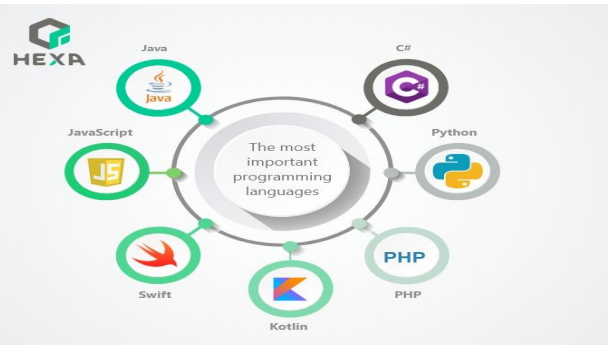 HEXA
Java
Java
C#
C#
JavaScript
JS
Python
The most
important
programming
languages
Swift
Kotlin
PHP
PHP